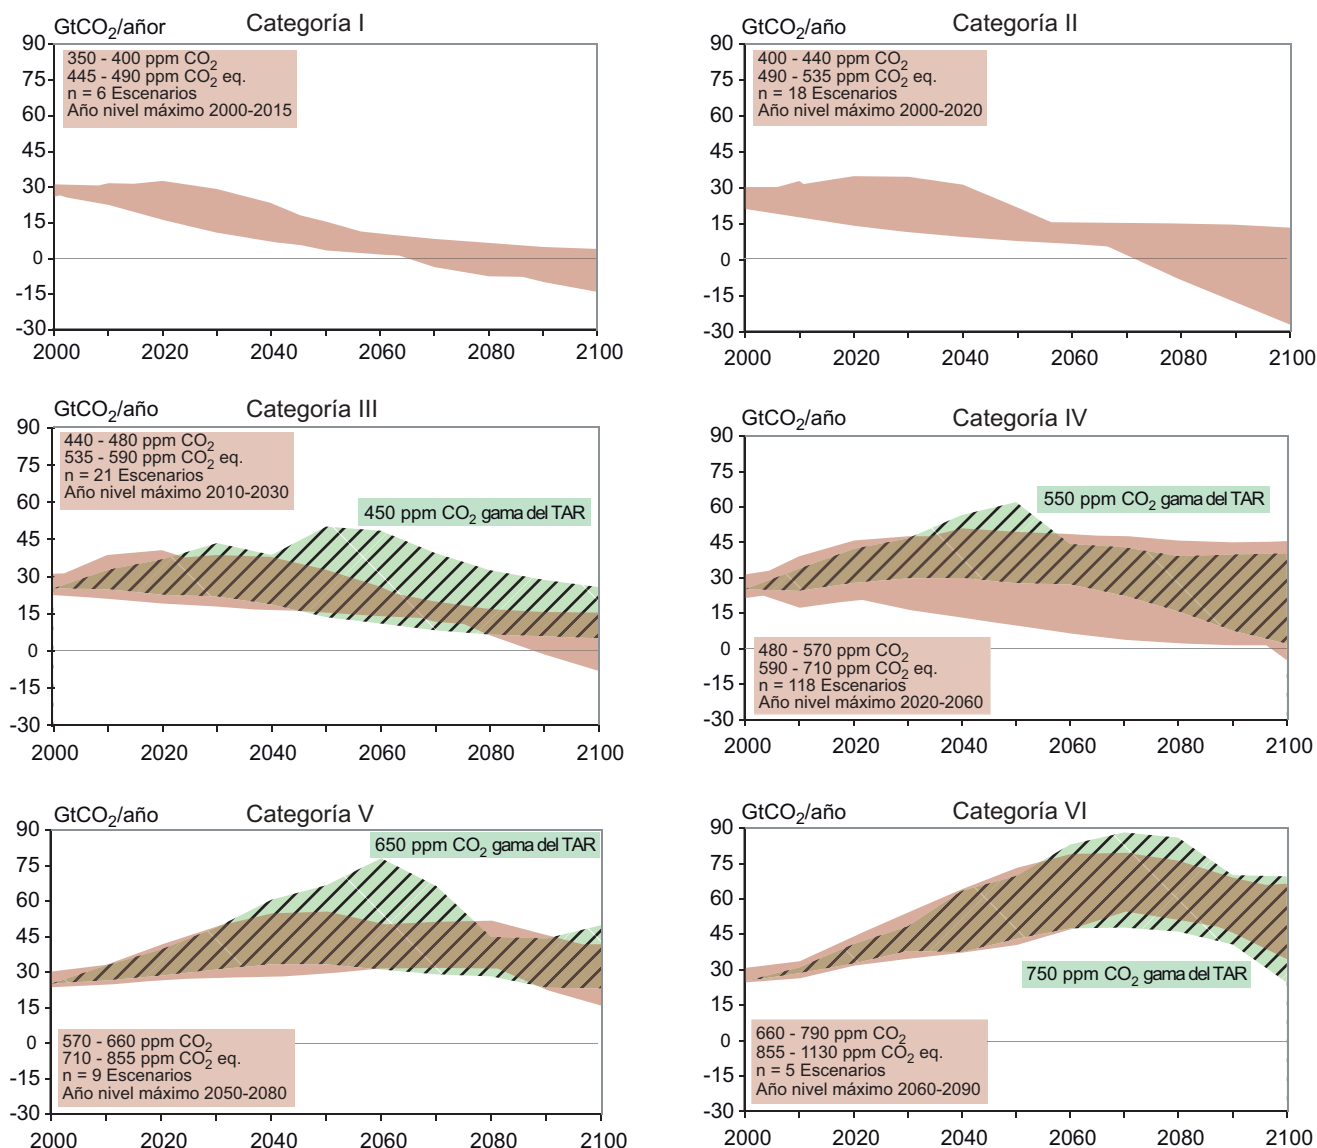 GtCO2/añor
Categoría I
350 - 400 ppm CO2
445 - 490 ppm CO2 eq.
n = 6 Escenarios
Año nivel máximo 2000-2015
90
75
60
45
30
15
0
-15
-30
2000 2020 2040 2060 2080 2100
GtCO2/año
Categoría II
400 - 440 ppm CO2
490 - 535 ppm CO2 eq.
n = 18 Escenarios
Año nivel máximo 2000-2020
90
75
60
45
30
15
0
-15
-30
2000 2020 2040 2060 2080 2100
GtCO2/año
Categoría III
440 - 480 ppm CO2
535 - 590 ppm CO2 eq.
n = 21 Escenarios
Año nivel máximo 2010-2030
450 ppm CO2 gama del TAR
90
75
60
45
30
15
0
-15
-30
2000 2020 2040 2060 2080 2100
GtCO2/año
Categoría IV
550 ppm CO2 gama del TAR
480 - 570 ppm CO2
590 - 710 ppm CO2 eq.
n = 118 Escenarios
Año nivel máximo 2020-2060
90
75
60
45
30
15
0
-15
-30
2000 2020 2040 2060 2080 2100
GtCO2/año
Categoría V
650 ppm CO2 gama del TAR
570 - 660 ppm CO2
710 - 855 ppm CO2 eq.
n = 9 Escenarios
Año nivel máximo 2050-2080
90
75
60
45
30
15
0
-15
-30
2000 2020 2040 2060 2080 2100
GtCO2/año
Categoría VI
750 ppm CO2 gama del TAR
660 - 790 ppm CO2
855 - 1130 ppm CO2 eq.
n = 5 Escenarios
Año nivel máximo 2060-2090
90
75
60
45
30
15
0
-15
-30
2000 2020 2040 2060 2080 2100